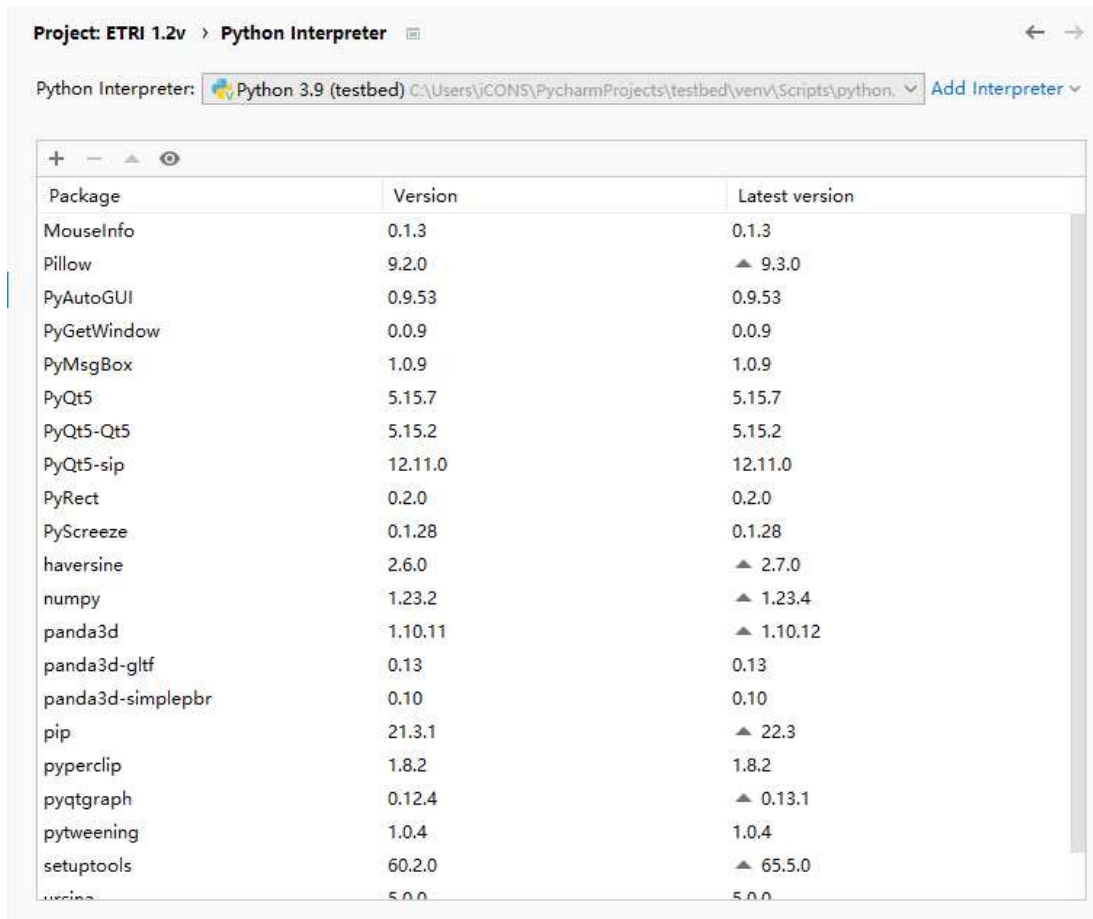 Project: ETRI 1.2v › Python Interpreter
Python Interpreter: Python 3.9 (testbed) C:\Users\iCONS\PycharmProjects\testbed\venv\Scripts\python. Add Interpreter
Package Version Latest version
MouseInfo 0.1.3 0.1.3
Pillow 9.2.0 9.3.0
PyAutoGUI 0.9.53 0.9.53
PyGetWindow 0.0.9 0.0.9
PyMsgBox 1.0.9 1.0.9
PyQt5 5.15.7 5.15.7
PyQt5-Qt5 5.15.2 5.15.2
PyQt5-sip 12.11.0 12.11.0
PyRect 0.2.0 0.2.0
PyScreeze 0.1.28 0.1.28
haversine 2.6.0 2.7.0
numpy 1.23.2 1.23.4
panda3d 1.10.11 1.10.12
panda3d-gltf 0.13 0.13
panda3d-simplepbr 0.10 0.10
pip 21.3.1 22.3
pyperclip 1.8.2 1.8.2
pyqtgraph 0.12.4 0.13.1
pytweening 1.0.4 1.0.4
setuptools 60.2.0 65.5.0
ursina 5.0.0 5.0.0